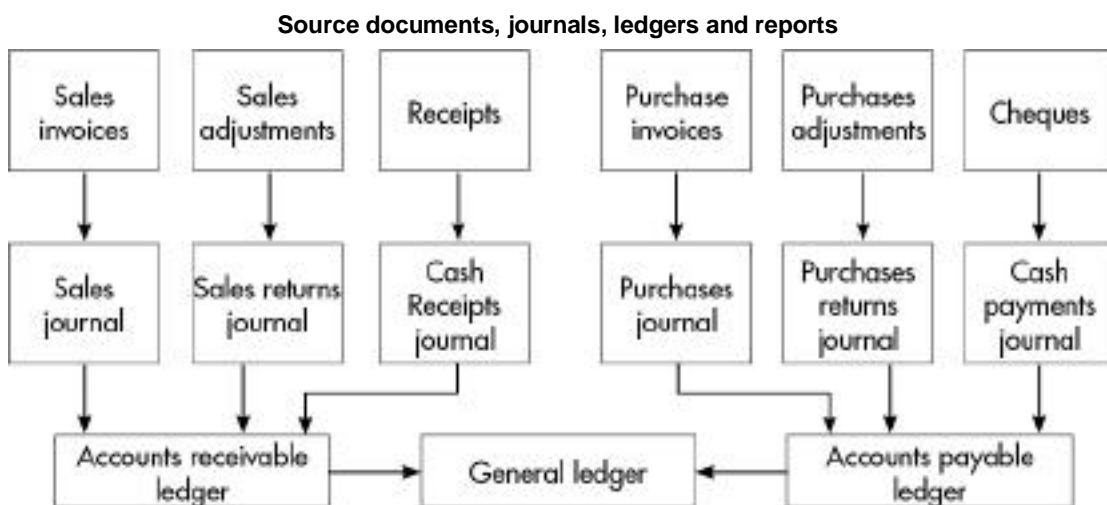 Source documents, journals, ledgers and reports
Sales
invoices
Sales
adjustments
Receipts
Purchase
invoices
Purchases
adjustments
Cheques
Sales
journal
Sales returns
journal
Cash
Receipts
journal
Purchases
journal
Purchases
returns
journal
Cash
payments
journal
Accounts receivable
ledger
General ledger
Accounts payable
ledger